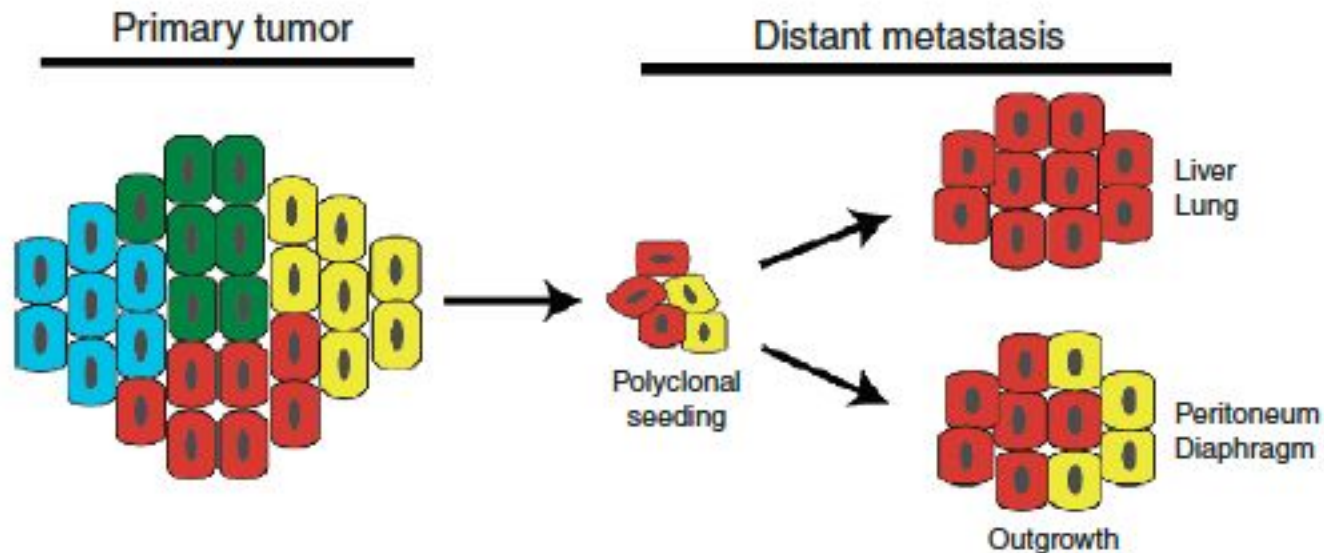 Primary tumor
Distant metastasis
Liver
Lung
Polyclonal
seeding
Peritoneum
Diaphragm
Outgrowth